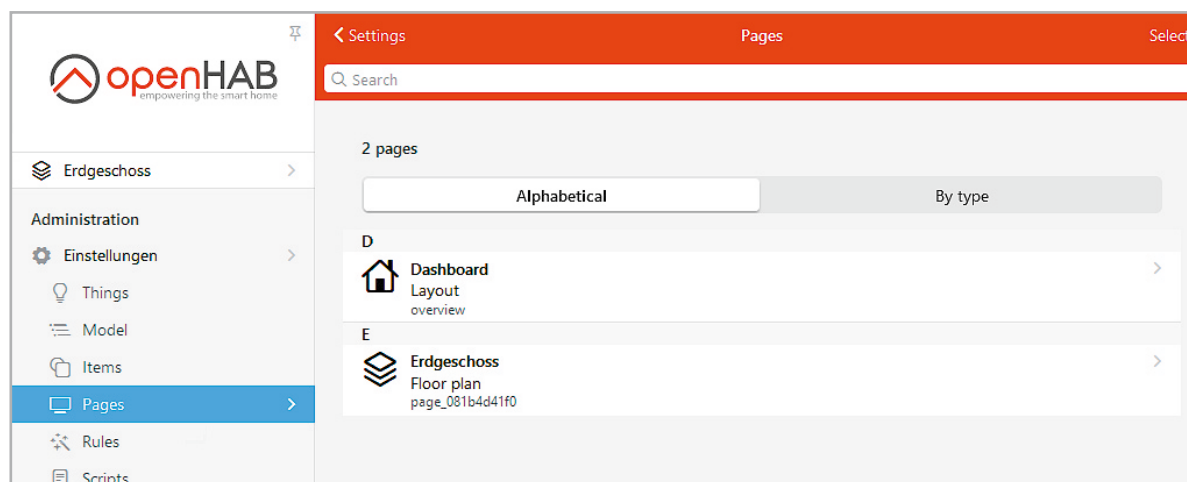 openHAB
empowering the smart home
Erdgeschoss
Administration
Einstellungen
Things
Model
Items
Pages
Rules
Scripts
Settings
Pages
Select
Search
2 pages
Alphabetical
By type
D
Dashboard
Layout
overview
E
Erdgeschoss
Floor plan
page_081b4d41f0